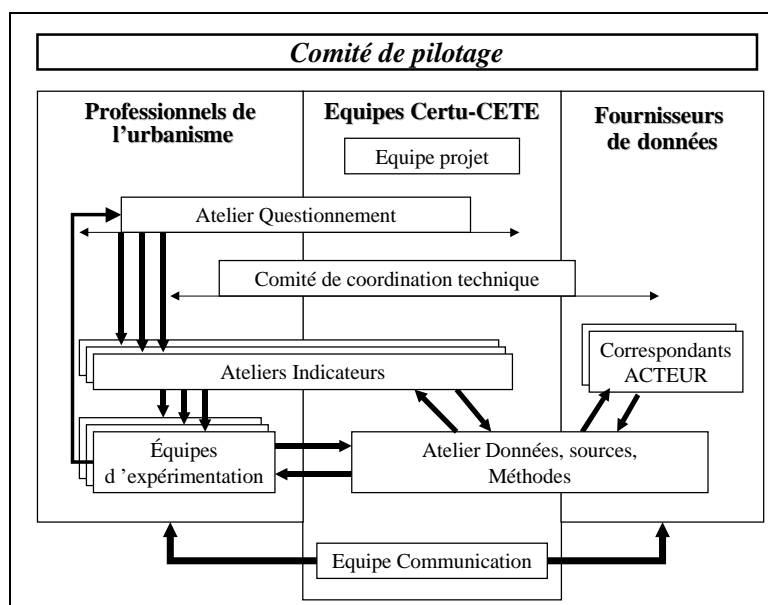 Comité de pilotage
Professionnels de
l'urbanisme
Equipes Certu-CETE
Fournisseurs
de données
Equipe projet
Atelier Questionnement
Comité de coordination technique
Ateliers Indicateurs
Correspondants
ACTEUR
Équipes
d 'expérimentation
Atelier Données, sources,
Méthodes
Equipe Communication